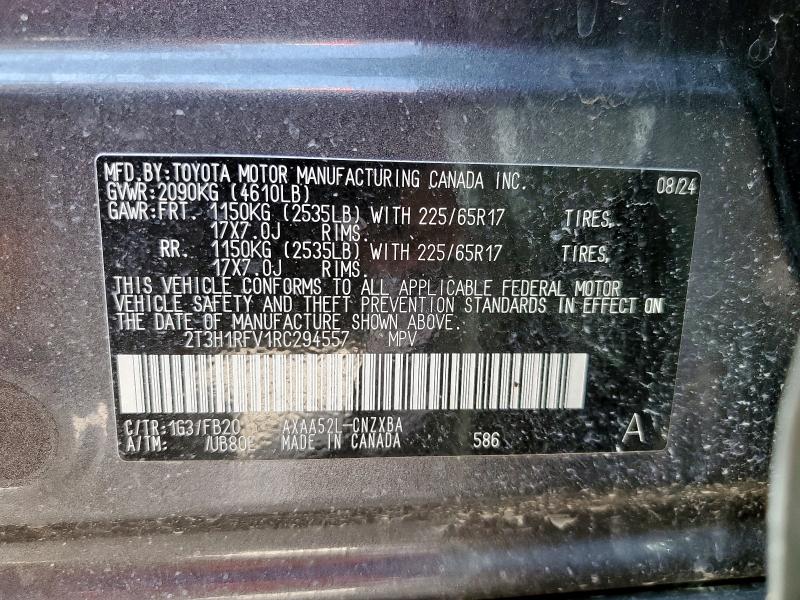 MFD.BY:TOYOTA MOTOR MANUFACTURING CANADA INC. 08/24
GVWR:2090KG (4610LB)
GAWR:FRT. 1150KG (2535LB) WITH 225/65R17 TIRES,
17X7.0J RIMS.
RR. 1150KG (2535LB) WITH 225/65R17 TIRES,
17X7.0J RIMS.
THIS VEHICLE CONFORMS TO ALL APPLICABLE FEDERAL MOTOR
VEHICLE SAFETY AND THEFT PREVENTION STANDARDS IN EFFECT ON
THE DATE OF MANUFACTURE SHOWN ABOVE.
2T3H1RFV1RC294557 MPV
C/TR:1G3/FB20 AXAA52L-CNZXBA
A/TM: /UB80E MADE IN CANADA 586 A